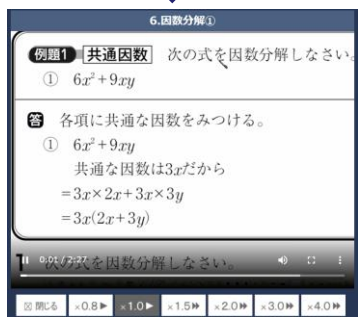 6.因数分解①
例題1 共通因数 次の式を因数分解しなさい。
① 6x²+9xy
答 各項に共通な因数をみつける。
① 6x²+9xy
共通な因数は3xだから
=3x×2x+3x×3y
=3x(2x+3y)
1 次の式を因数分解しなさい。
0:01 / 2:27
閉じる ×0.8 ×1.0 ×1.5 ×2.0 ×3.0 ×4.0